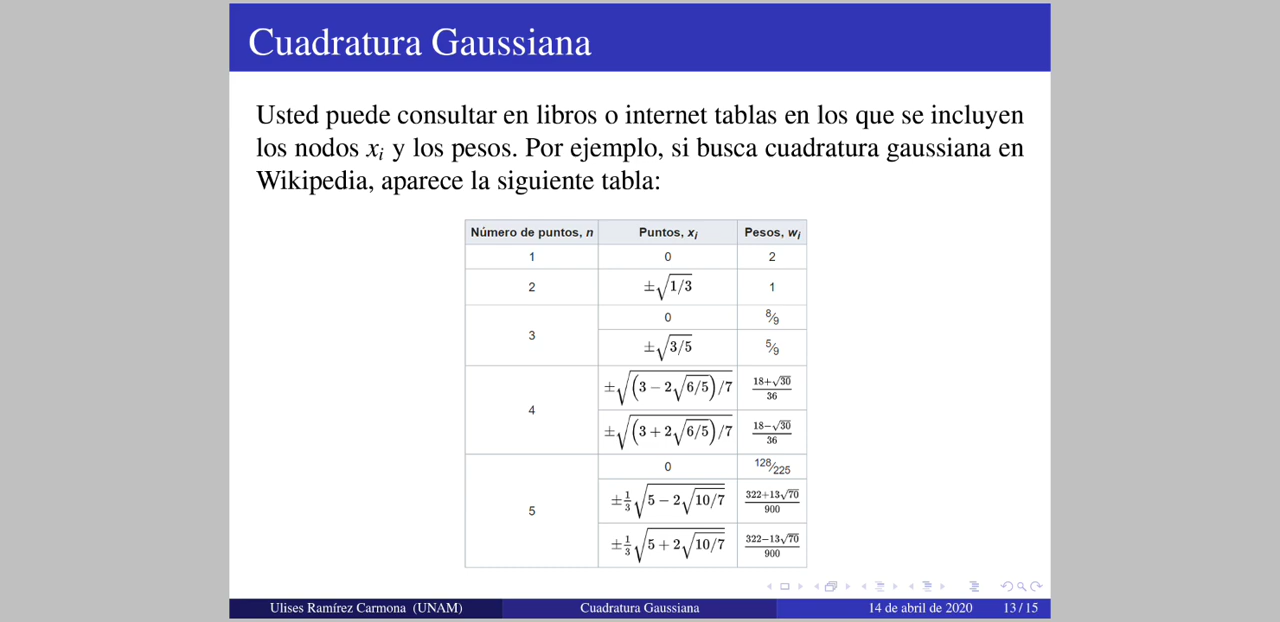 Cuadratura Gaussiana
Usted puede consultar en libros o internet tablas en los que se incluyen
los nodos xᵢ y los pesos. Por ejemplo, si busca cuadratura gaussiana en
Wikipedia, aparece la siguiente tabla:
Número de puntos, n Puntos, xᵢ Pesos, wᵢ
1 0 2
2 ±√(1/3) 1
3 0 8⁄9
±√(3/5) 5⁄9
4 ±√((3 − 2√(6/5))/7) (18+√30)/36
±√((3 + 2√(6/5))/7) (18−√30)/36
5 0 128⁄225
±1/3 √(5 − 2√(10/7)) (322+13√70)/900
±1/3 √(5 + 2√(10/7)) (322−13√70)/900
Ulises Ramírez Carmona (UNAM) Cuadratura Gaussiana 14 de abril de 2020 13 / 15